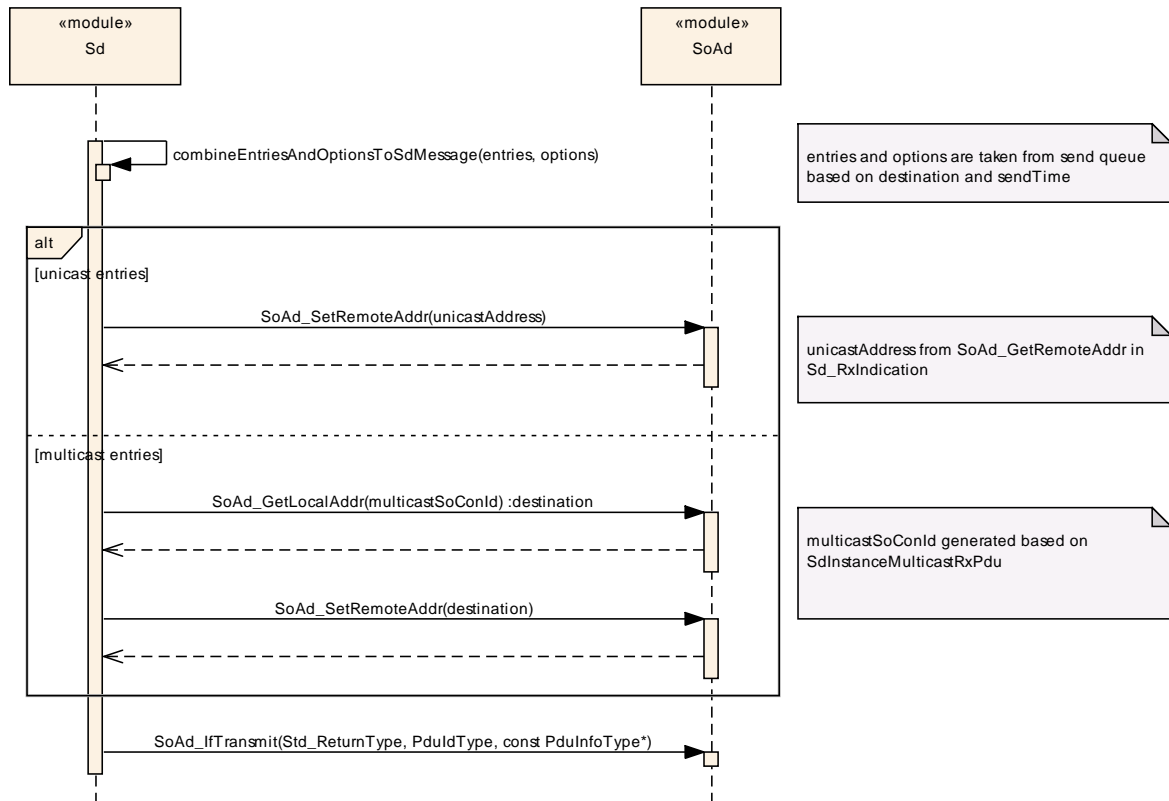 «module»
Sd
«module»
SoAd
combineEntriesAndOptionsToSdMessage(entries, options)
entries and options are taken from send queue
based on destination and sendTime
alt
[unicast entries]
SoAd_SetRemoteAddr(unicastAddress)
unicastAddress from SoAd_GetRemoteAddr in
Sd_RxIndication
[multicast entries]
SoAd_GetLocalAddr(multicastSoConId) :destination
multicastSoConId generated based on
SdInstanceMulticastRxPdu
SoAd_SetRemoteAddr(destination)
SoAd_IfTransmit(Std_ReturnType, PduIdType, const PduInfoType*)